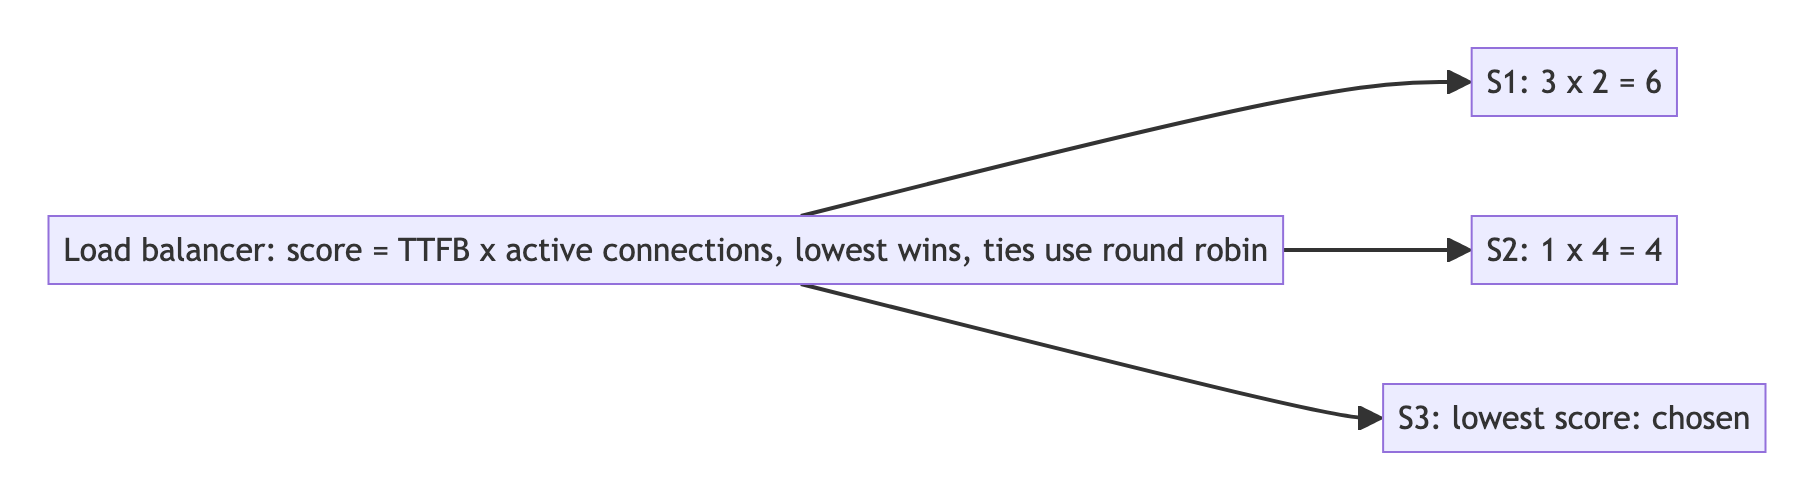 S1: 3 x 2 = 6
Load balancer: score = TTFB x active connections, lowest wins, ties use round robin
S2: 1 x 4 = 4
S3: lowest score: chosen